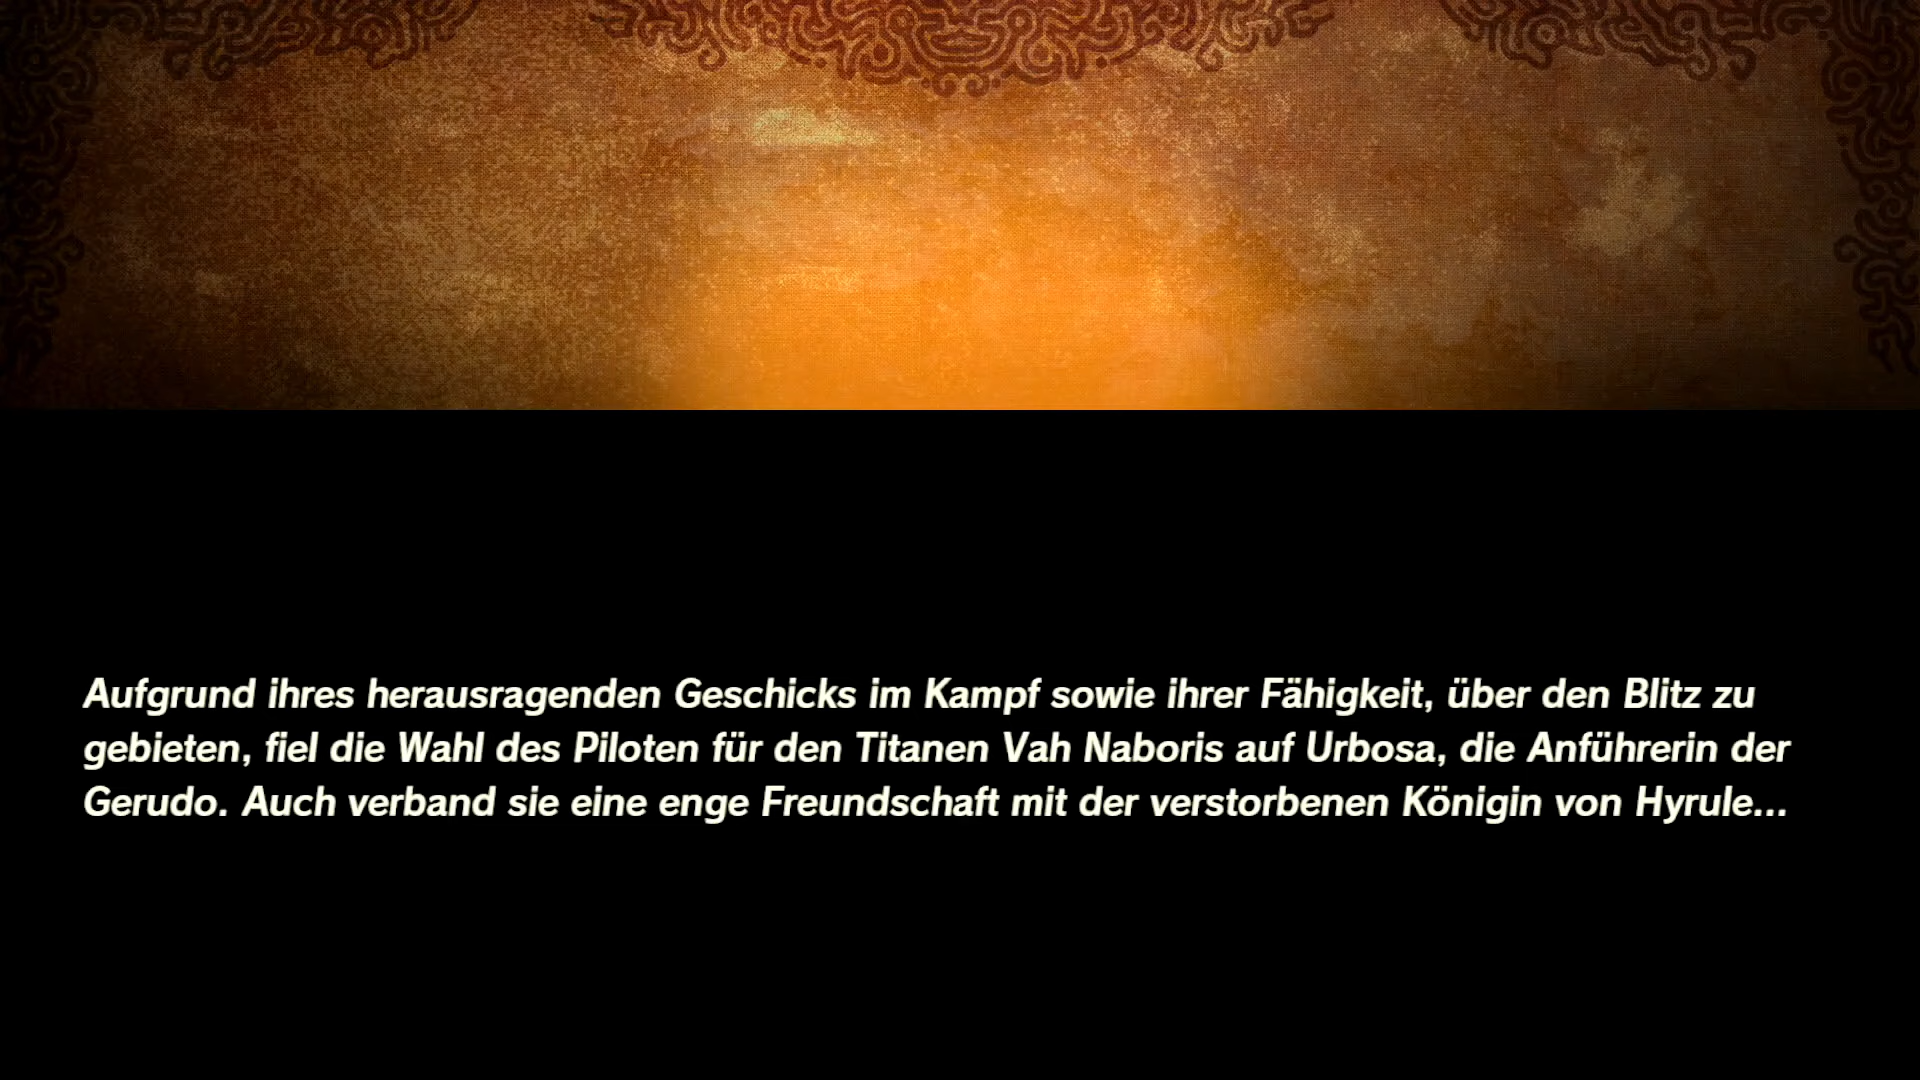 Aufgrund ihres herausragenden Geschicks im Kampf sowie ihrer Fähigkeit, über den Blitz zu
gebieten, fiel die Wahl des Piloten für den Titanen Vah Naboris auf Urbosa, die Anführerin der
Gerudo. Auch verband sie eine enge Freundschaft mit der verstorbenen Königin von Hyrule...